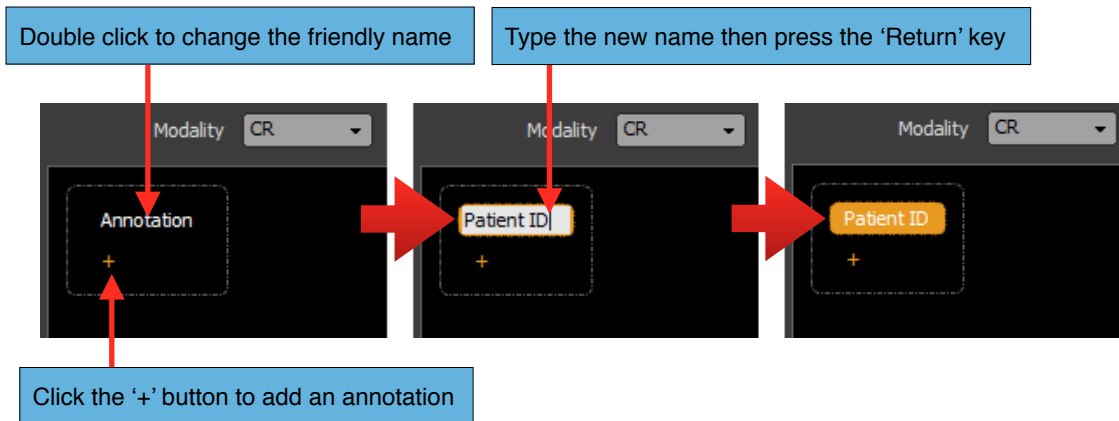 Double click to change the friendly name
Type the new name then press the ‘Return’ key
Modality CR
Modality CR
Modality CR
Annotation
+
Patient ID
+
Patient ID
+
Click the ‘+’ button to add an annotation